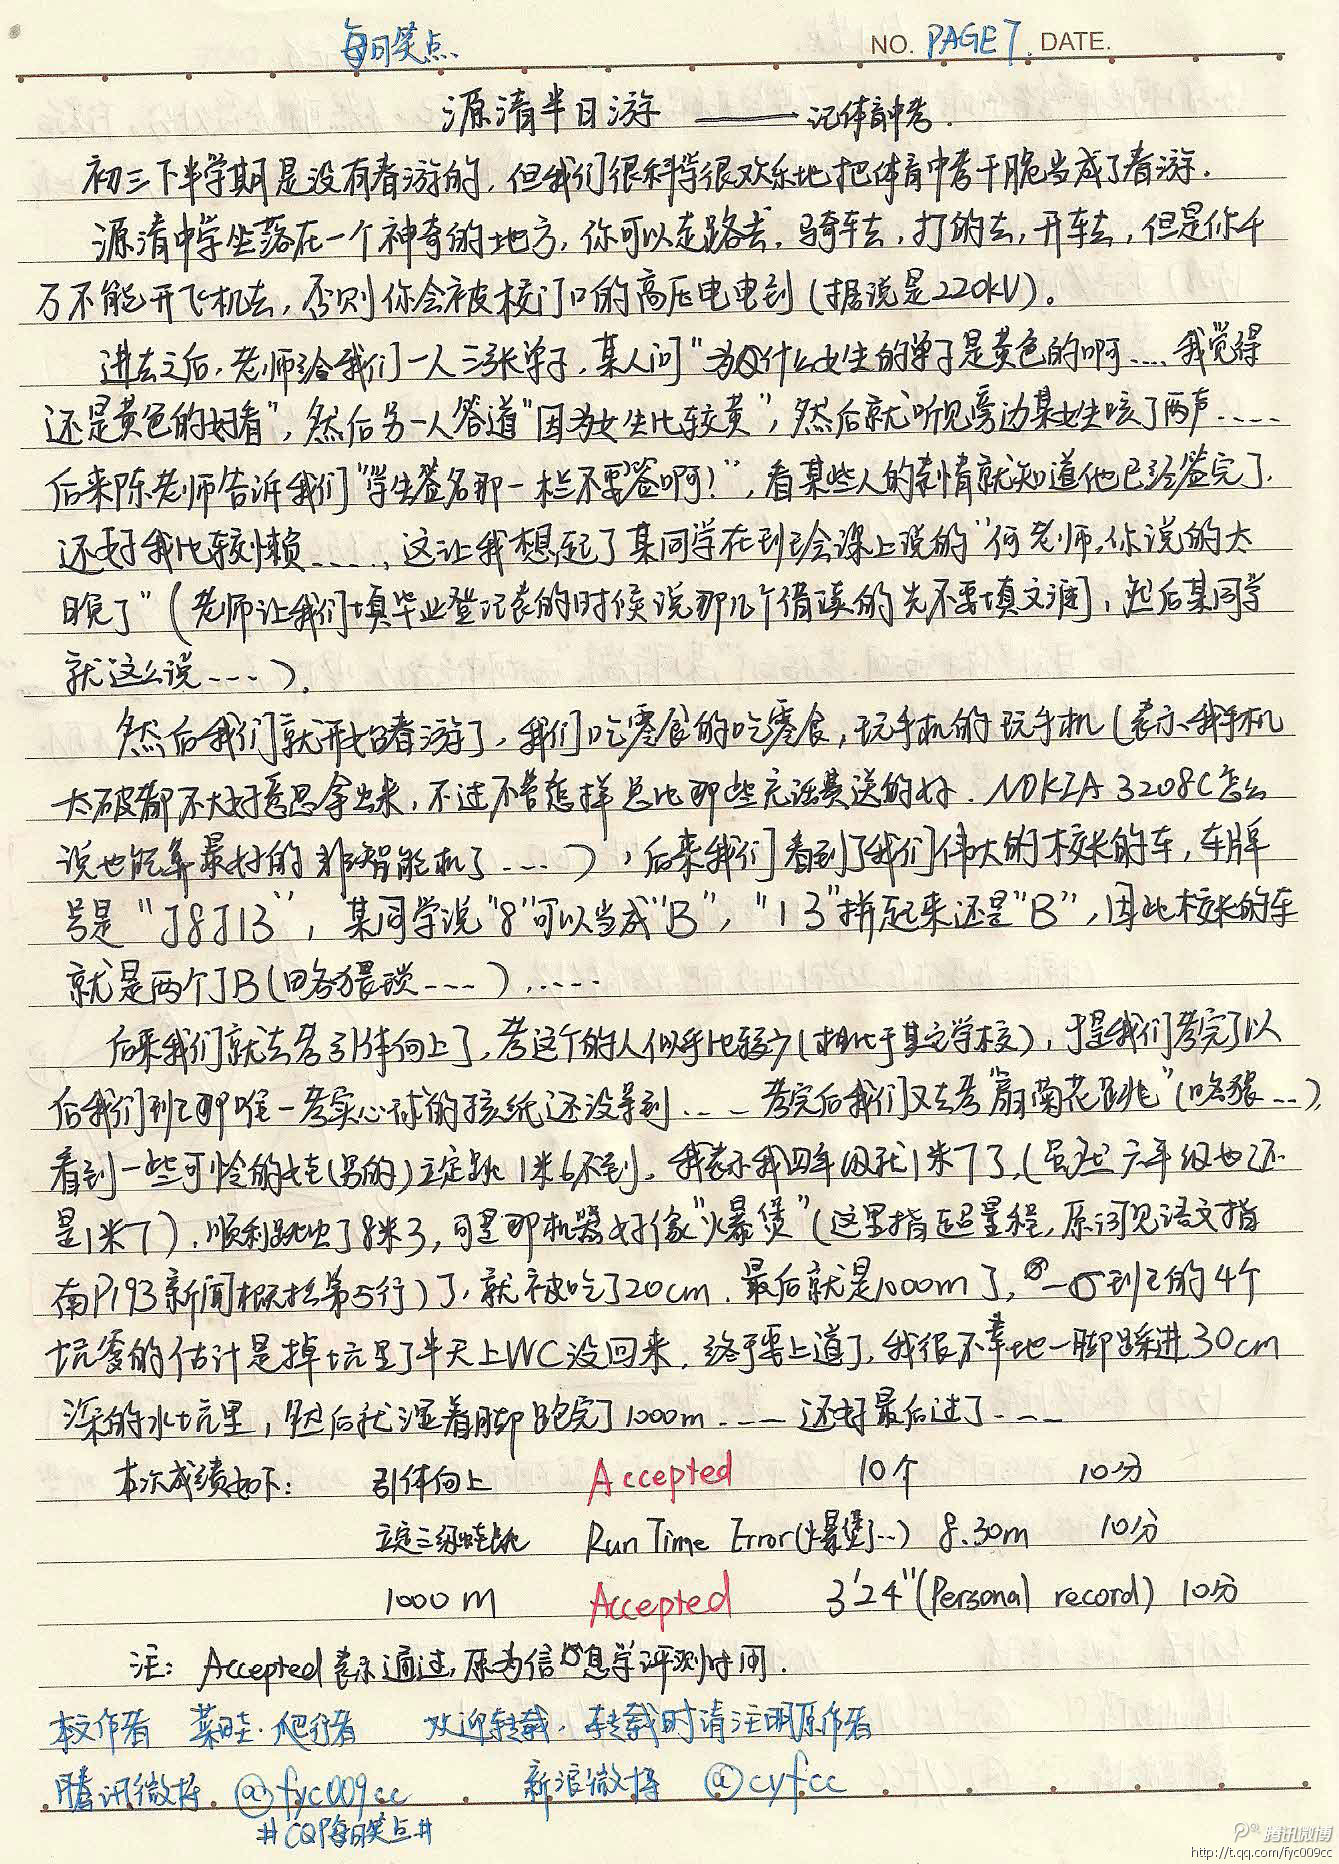 每日笑点
NO. PAGE7. DATE.
源清半日游 ——记体育中考.
初三下半学期是没有春游的,但我们很科学很欢乐地把体育中考干脆当成了春游.
源清中学坐落在一个神奇的地方,你可以走路去,骑车去,打的去,开车去,但是你千
万不能开飞机去,否则你会被校门口的高压电电到(据说是220kV)。
进去之后,老师给我们一人三张单子,某人问"为什么女生的单子是黄色的啊....我觉得
还是黄色的好看",然后另一人答道"因为女生比较黄",然后就听见旁边某女生咳了两声.....
后来陈老师告诉我们"学生签名那一栏不要签啊!",看某些人的表情就知道他已经签完了.
还好我比较懒....,这让我想起了某同学在班会课上说的"何老师,你说的太
晚了"(老师让我们填毕业登记表的时候说那几个借读的先不要填,然后某同学
就这么说----).
然后我们就开始春游了,我们吃零食的吃零食,玩手机的玩手机(表示我手机
太破都不太好意思拿出来,不过不管怎样总比那些充话费送的好.NOKIA 3208C怎么
说也能算最好的非智能机了....),后来我们看到了我们伟大的校长的车,车牌
号是"J8J13",某同学说"8"可以当成"B","13"拼起来还是"B",因此校长的车
就是两个JB(略猥琐----).....
后来我们就去考引体向上了,考这个的人似乎比较少(相比于其它学校),于是我们考完了以
后我们班那唯一考实心球的孩纸还没等到...考完后我们又去考"扇菊花跳"(略猥...),
看到一些可怜的娃(男的)立定跳1米6不到,我表示我四年级就1米7了,(虽然六年级也还
是1米7),顺利跳出了8米3,可是那机器好像"火爆煲"(这里指超量程,原词见语文指
南P193新闻概括第5行)了,就被吃了20cm.最后就是1000m了,班的4个
坑爹的估计是掉坑里了半天上WC没回来,终于要上道了,我很不幸地一脚踩进30cm
深的水坑里,然后我湿着脚跑完了1000m....还好最后过了----
本次成绩如下: 引体向上 Accepted 10个 10分
立定三级蛙跳 Run Time Error(爆堡了...) 8.30m 10分
1000m Accepted 3'24"(Personal record) 10分
注: Accepted表示通过,原为信息学评测时用.
本文作者 菜畦·爬行者 欢迎转载,转载时请注明原作者
腾讯微博 @fyc009cc 新浪微博 @cyfcc
#CQP每日笑点#
腾讯微博
http://t.qq.com/fyc009cc